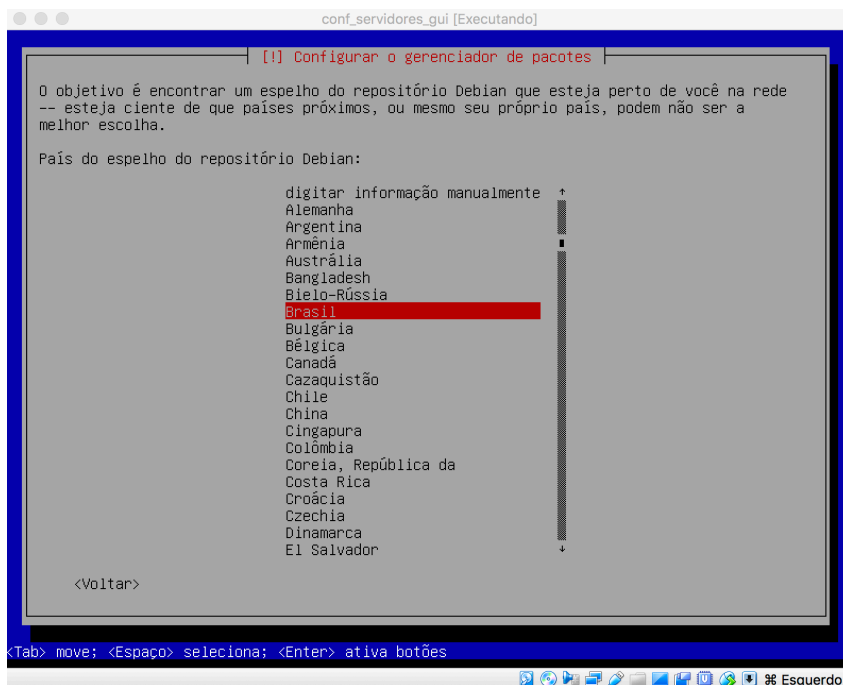 conf_servidores_gui [Executando]
[!] Configurar o gerenciador de pacotes
O objetivo é encontrar um espelho do repositório Debian que esteja perto de você na rede
-- esteja ciente de que países próximos, ou mesmo seu próprio país, podem não ser a
melhor escolha.
País do espelho do repositório Debian:
digitar informação manualmente
Alemanha
Argentina
Armênia
Austrália
Bangladesh
Bielo-Rússia
Brasil
Bulgária
Bélgica
Canadá
Cazaquistão
Chile
China
Cingapura
Colômbia
Coreia, República da
Costa Rica
Croácia
Czechia
Dinamarca
El Salvador
<Voltar>
<Tab> move; <Espaço> seleciona; <Enter> ativa botões
⌘ Esquerdo